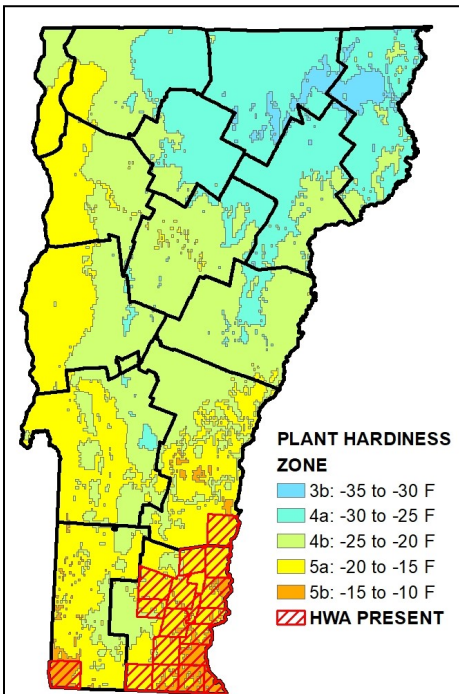 PLANT HARDINESS
ZONE
3b: -35 to -30 F
4a: -30 to -25 F
4b: -25 to -20 F
5a: -20 to -15 F
5b: -15 to -10 F
HWA PRESENT